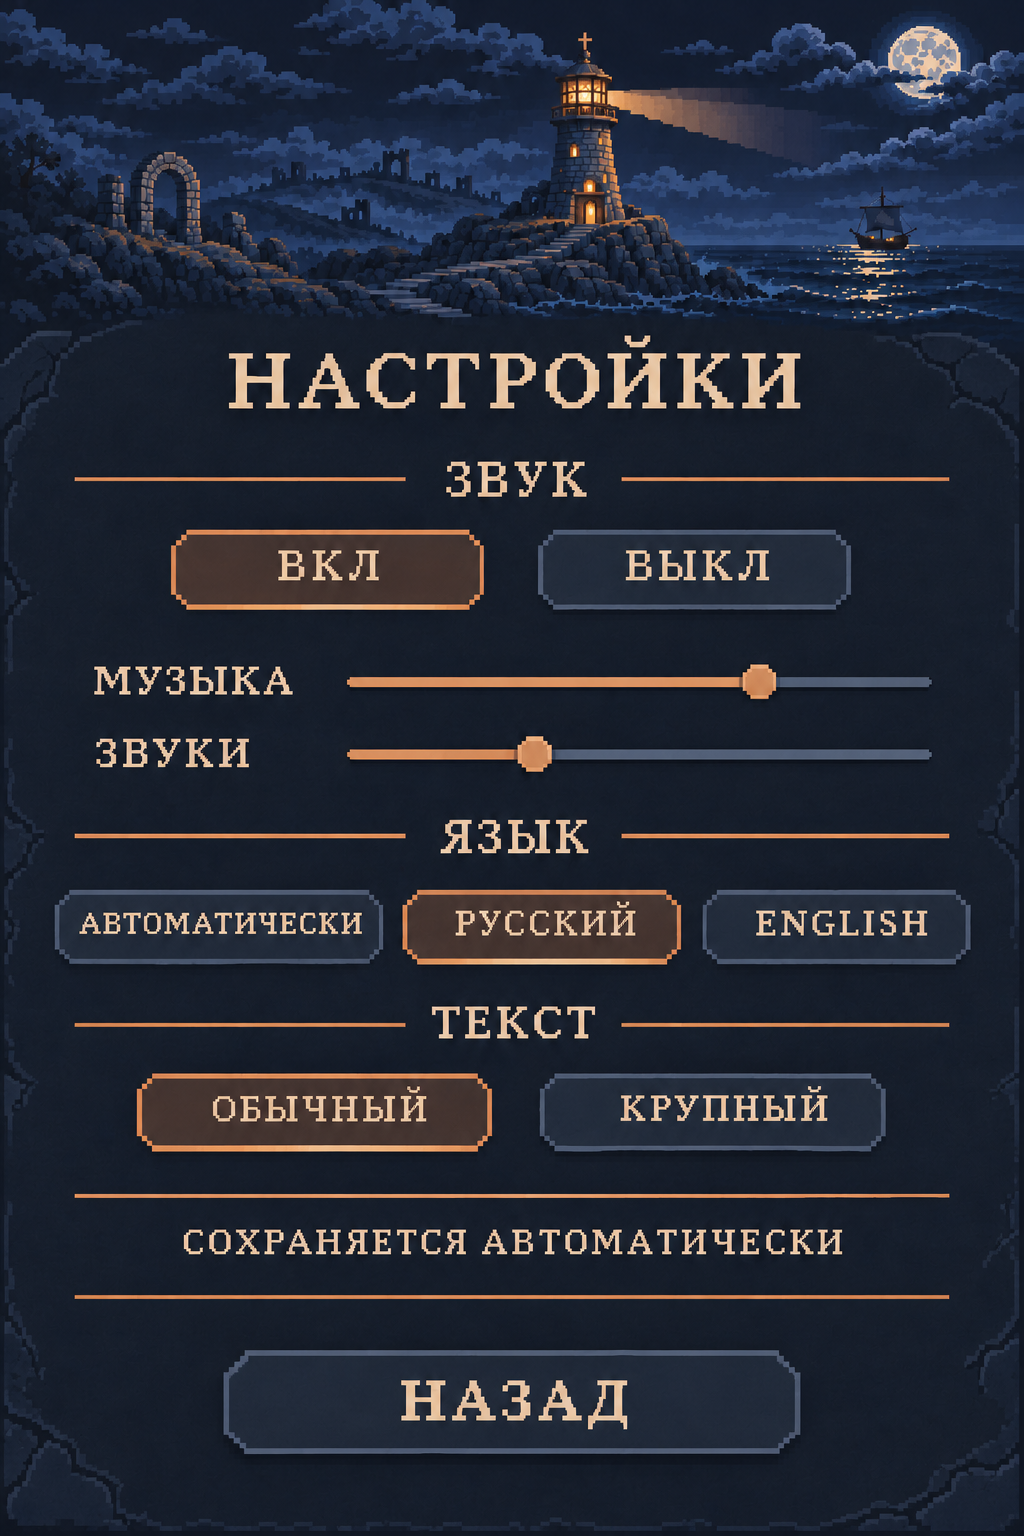 НАСТРОЙКИ
ЗВУК
ВКЛ ВЫКЛ
МУЗЫКА
ЗВУКИ
ЯЗЫК
АВТОМАТИЧЕСКИ РУССКИЙ ENGLISH
ТЕКСТ
ОБЫЧНЫЙ КРУПНЫЙ
СОХРАНЯЕТСЯ АВТОМАТИЧЕСКИ
НАЗАД